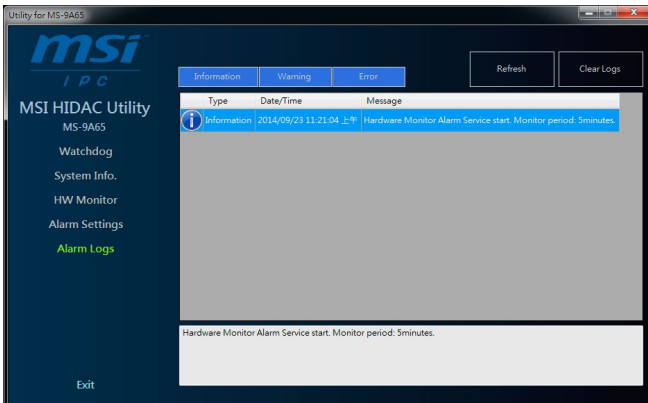 Utility for MS-9A65
msi
IPC
MSI HIDAC Utility
MS-9A65
Watchdog
System Info.
HW Monitor
Alarm Settings
Alarm Logs
Exit
Information Warning Error
Refresh Clear Logs
Type Date/Time Message
Information 2014/09/23 11:21:04 上午 Hardware Monitor Alarm Service start. Monitor period: 5minutes.
Hardware Monitor Alarm Service start. Monitor period: 5minutes.